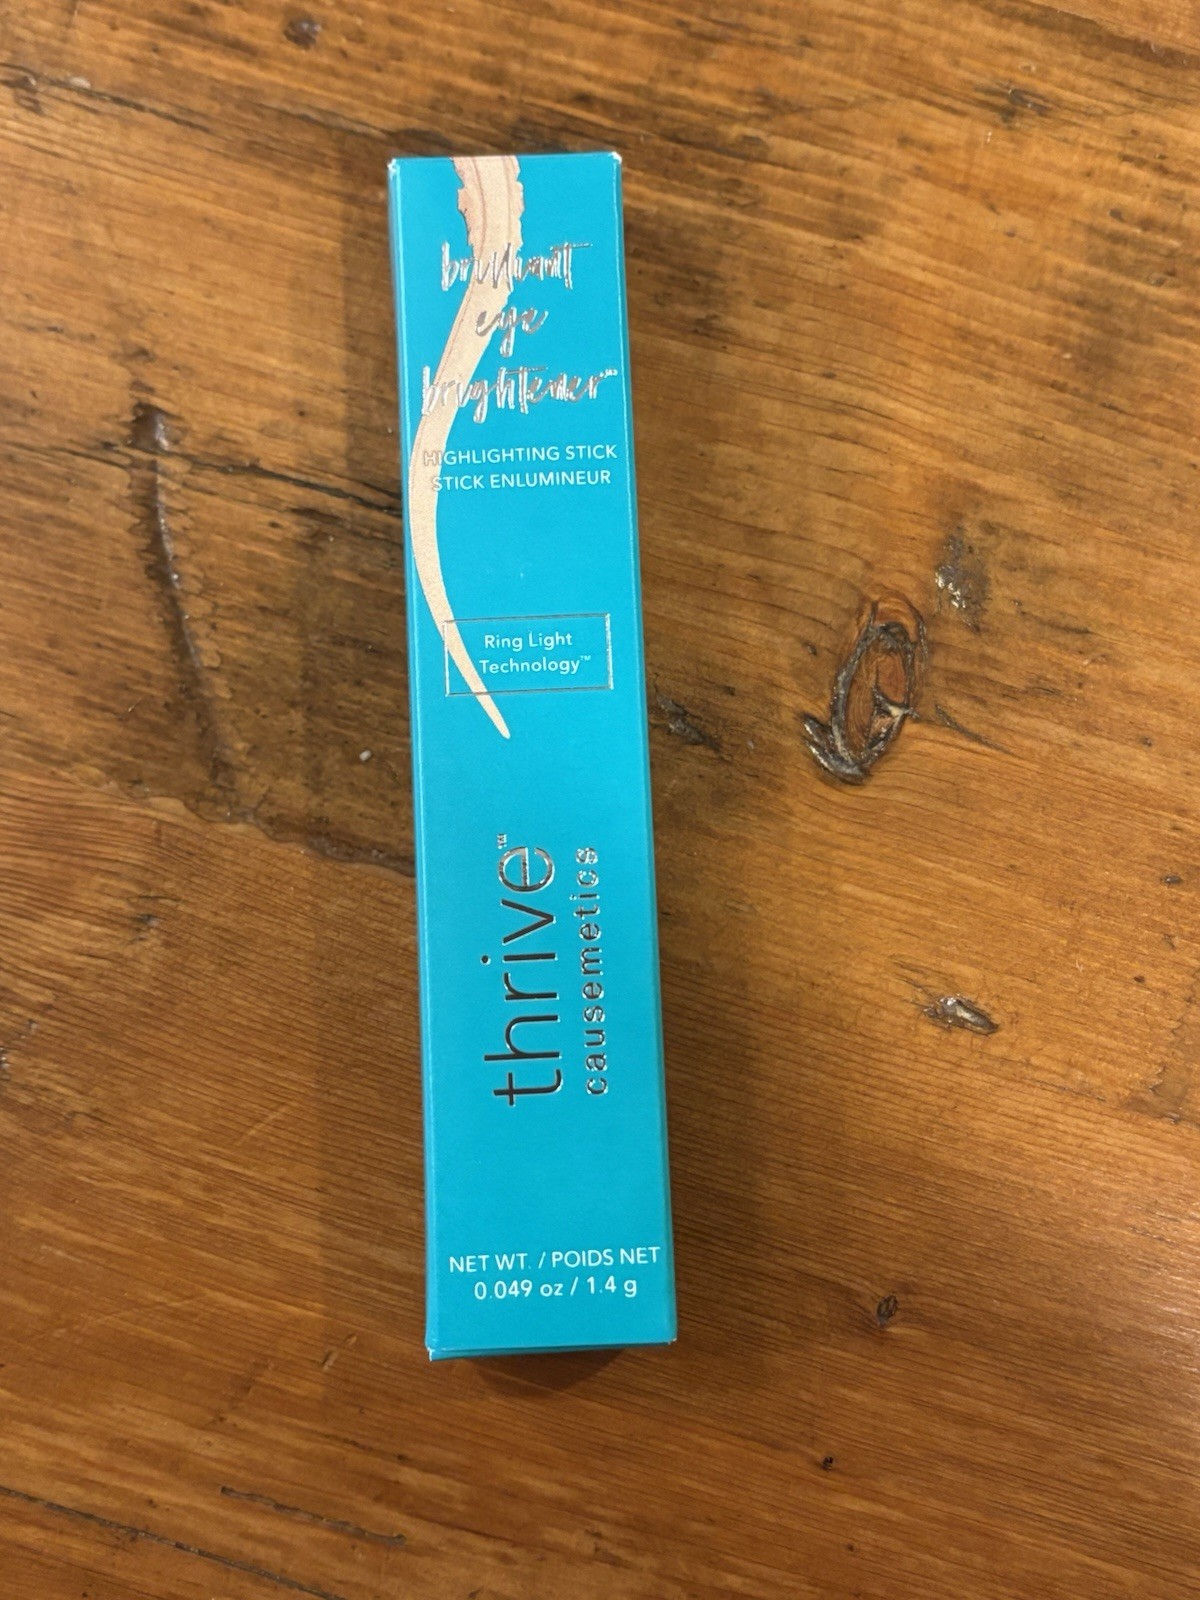 brilliant
eye
brightener™
HIGHLIGHTING STICK
STICK ENLUMINEUR
Ring Light
Technology™
thrive™
causemetics
NET WT. / POIDS NET
0.049 oz / 1.4 g